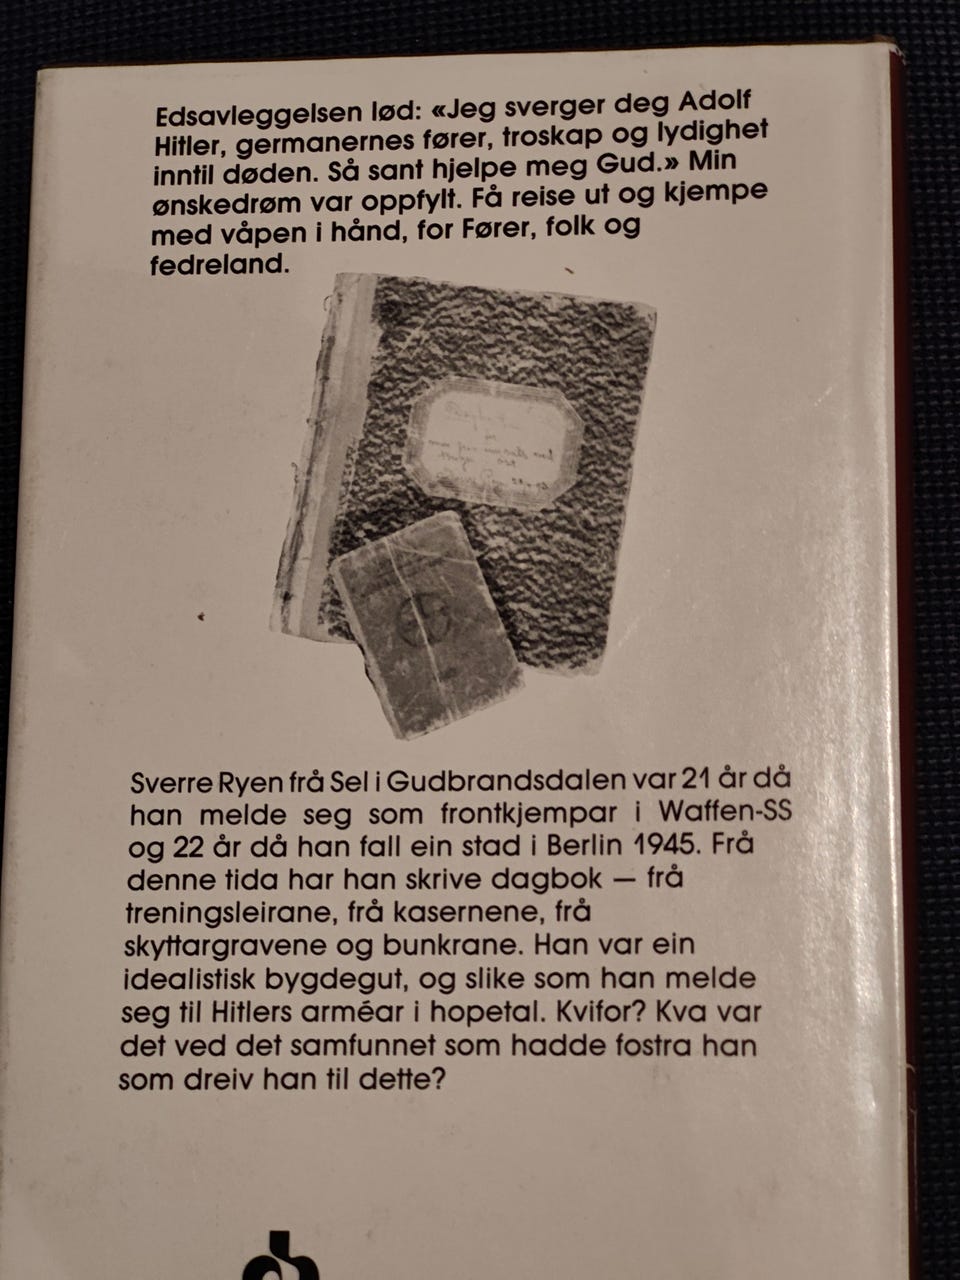 Edsavleggelsen lød: «Jeg sverger deg Adolf
Hitler, germanernes fører, troskap og lydighet
inntil døden. Så sant hjelpe meg Gud.» Min
ønskedrøm var oppfylt. Få reise ut og kjempe
med våpen i hånd, for Fører, folk og
fedreland.
Sverre Ryen frå Sel i Gudbrandsdalen var 21 år då
han melde seg som frontkjempar i Waffen-SS
og 22 år då han fall ein stad i Berlin 1945. Frå
denne tida har han skrive dagbok — frå
treningsleirane, frå kasernene, frå
skyttargravene og bunkrane. Han var ein
idealistisk bygdegut, og slike som han melde
seg til Hitlers arméar i hopetal. Kvifor? Kva var
det ved det samfunnet som hadde fostra han
som dreiv han til dette?